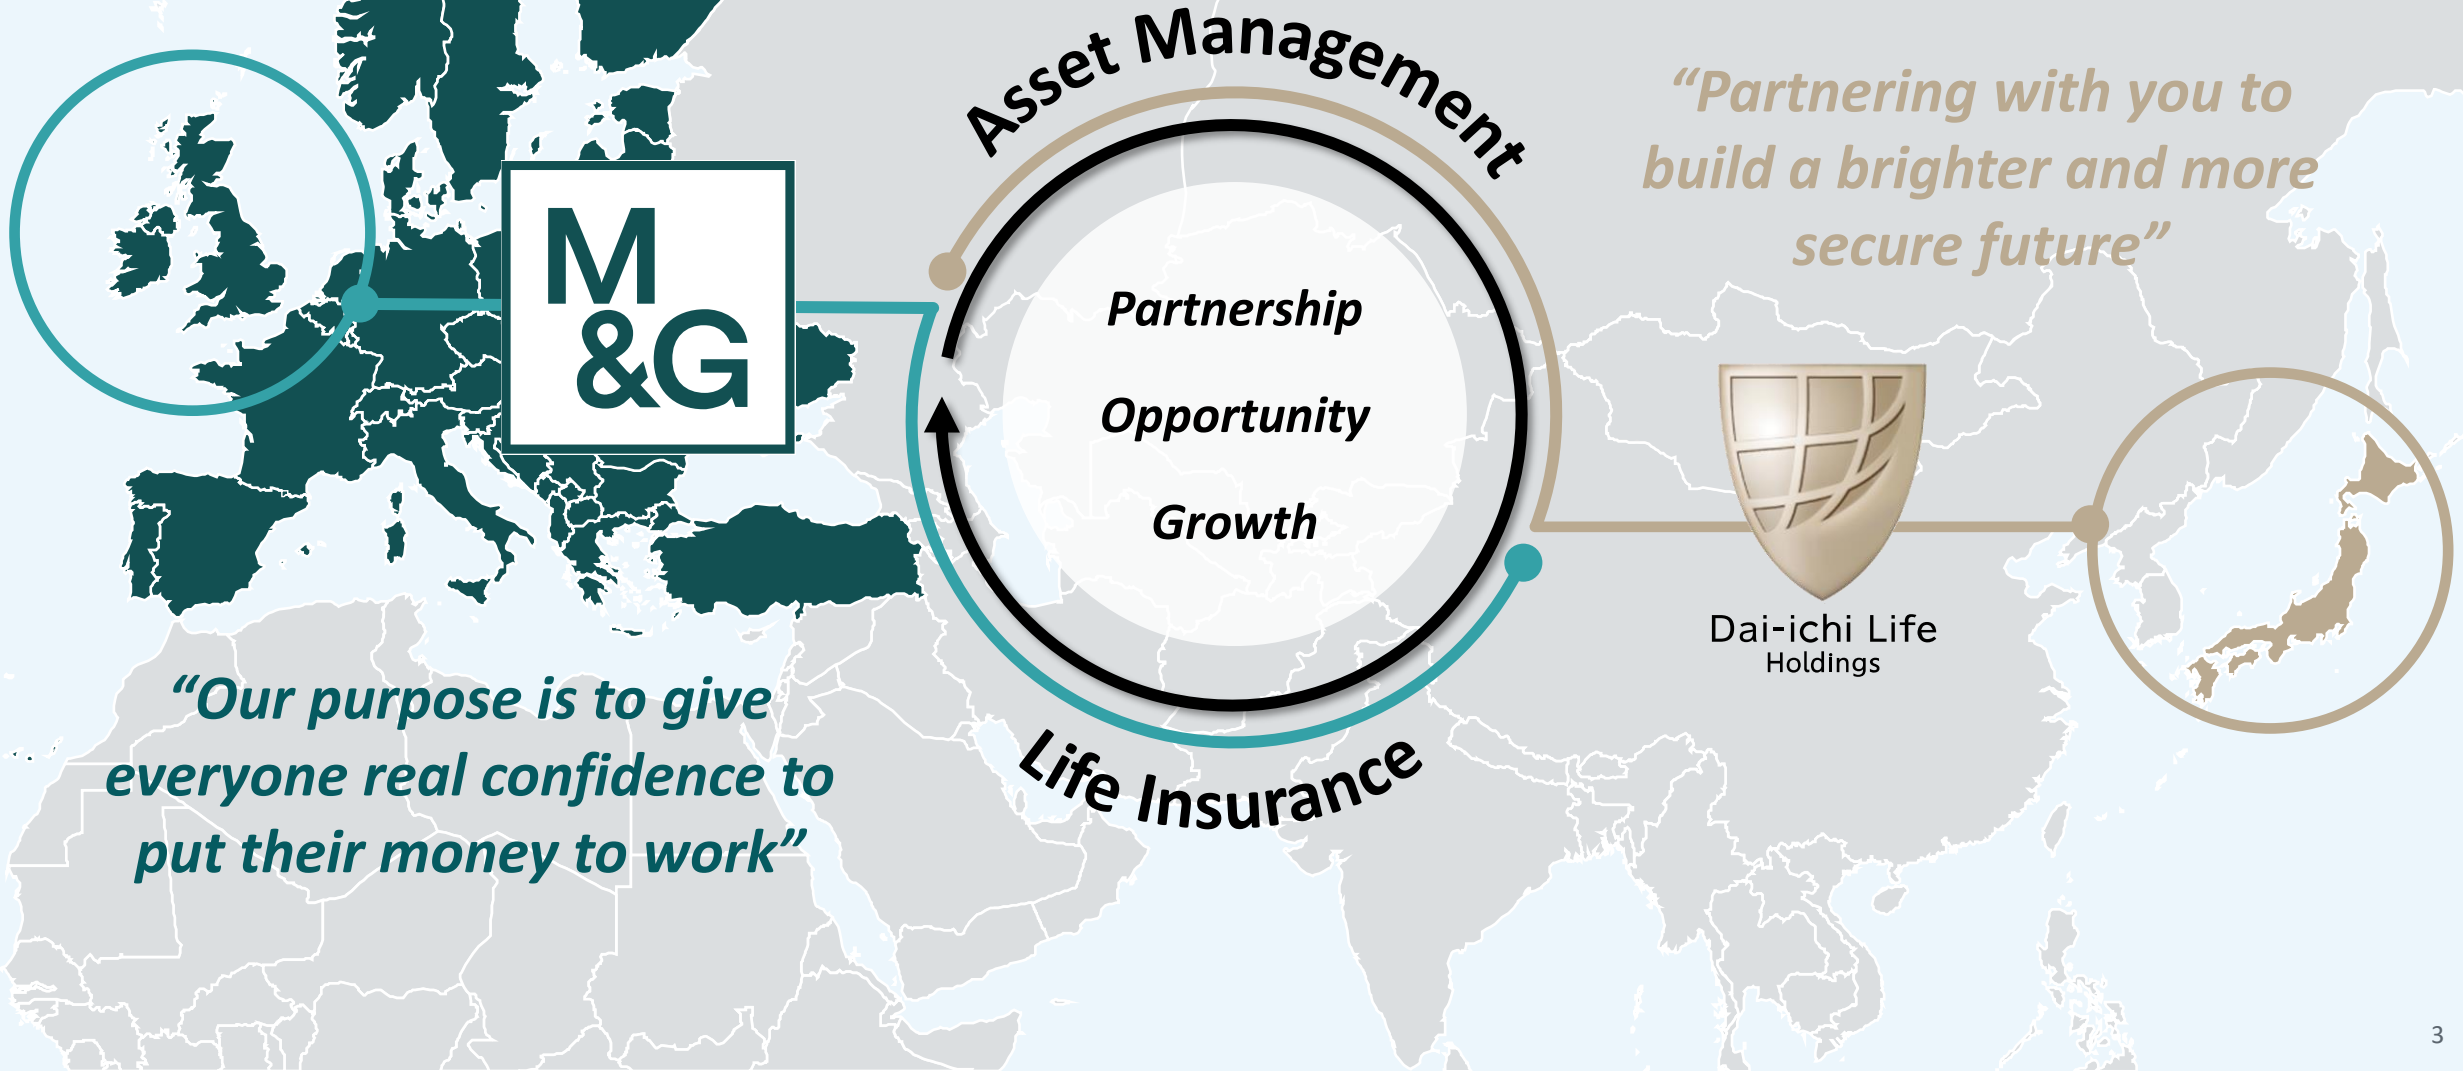 Asset Management
“Partnering with you to
build a brighter and more
secure future”
M
&G
Partnership
Opportunity
Growth
Dai-ichi Life
Holdings
“Our purpose is to give
everyone real confidence to
put their money to work”
Life Insurance
3